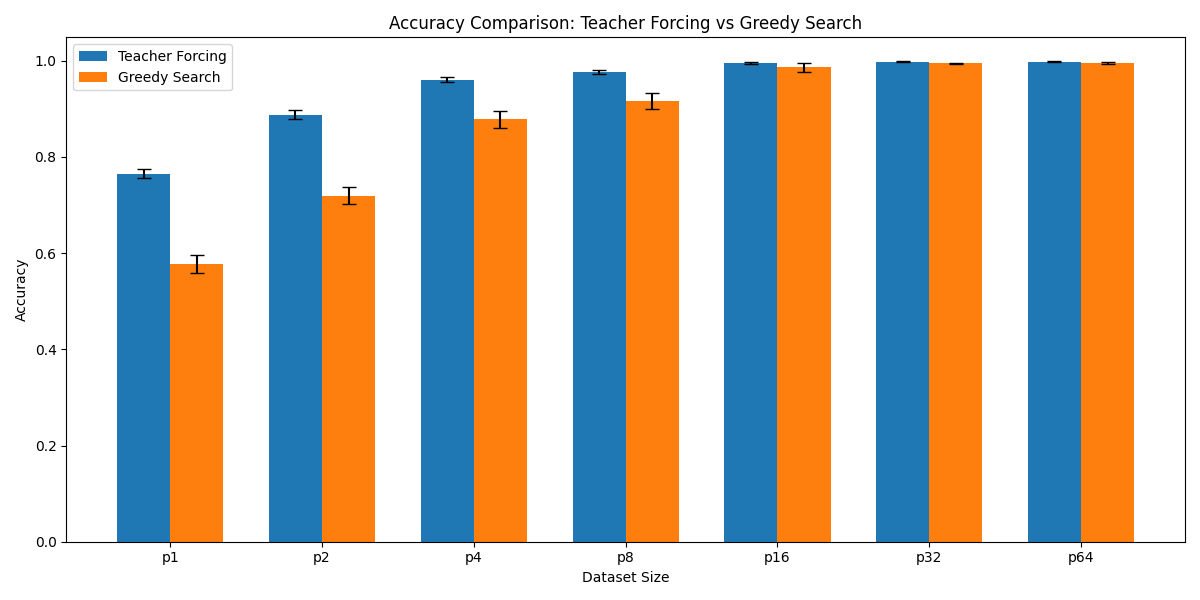 Accuracy Comparison: Teacher Forcing vs Greedy Search
Teacher Forcing
Greedy Search
Accuracy
1.0
0.8
0.6
0.4
0.2
0.0
p1 p2 p4 p8 p16 p32 p64
Dataset Size